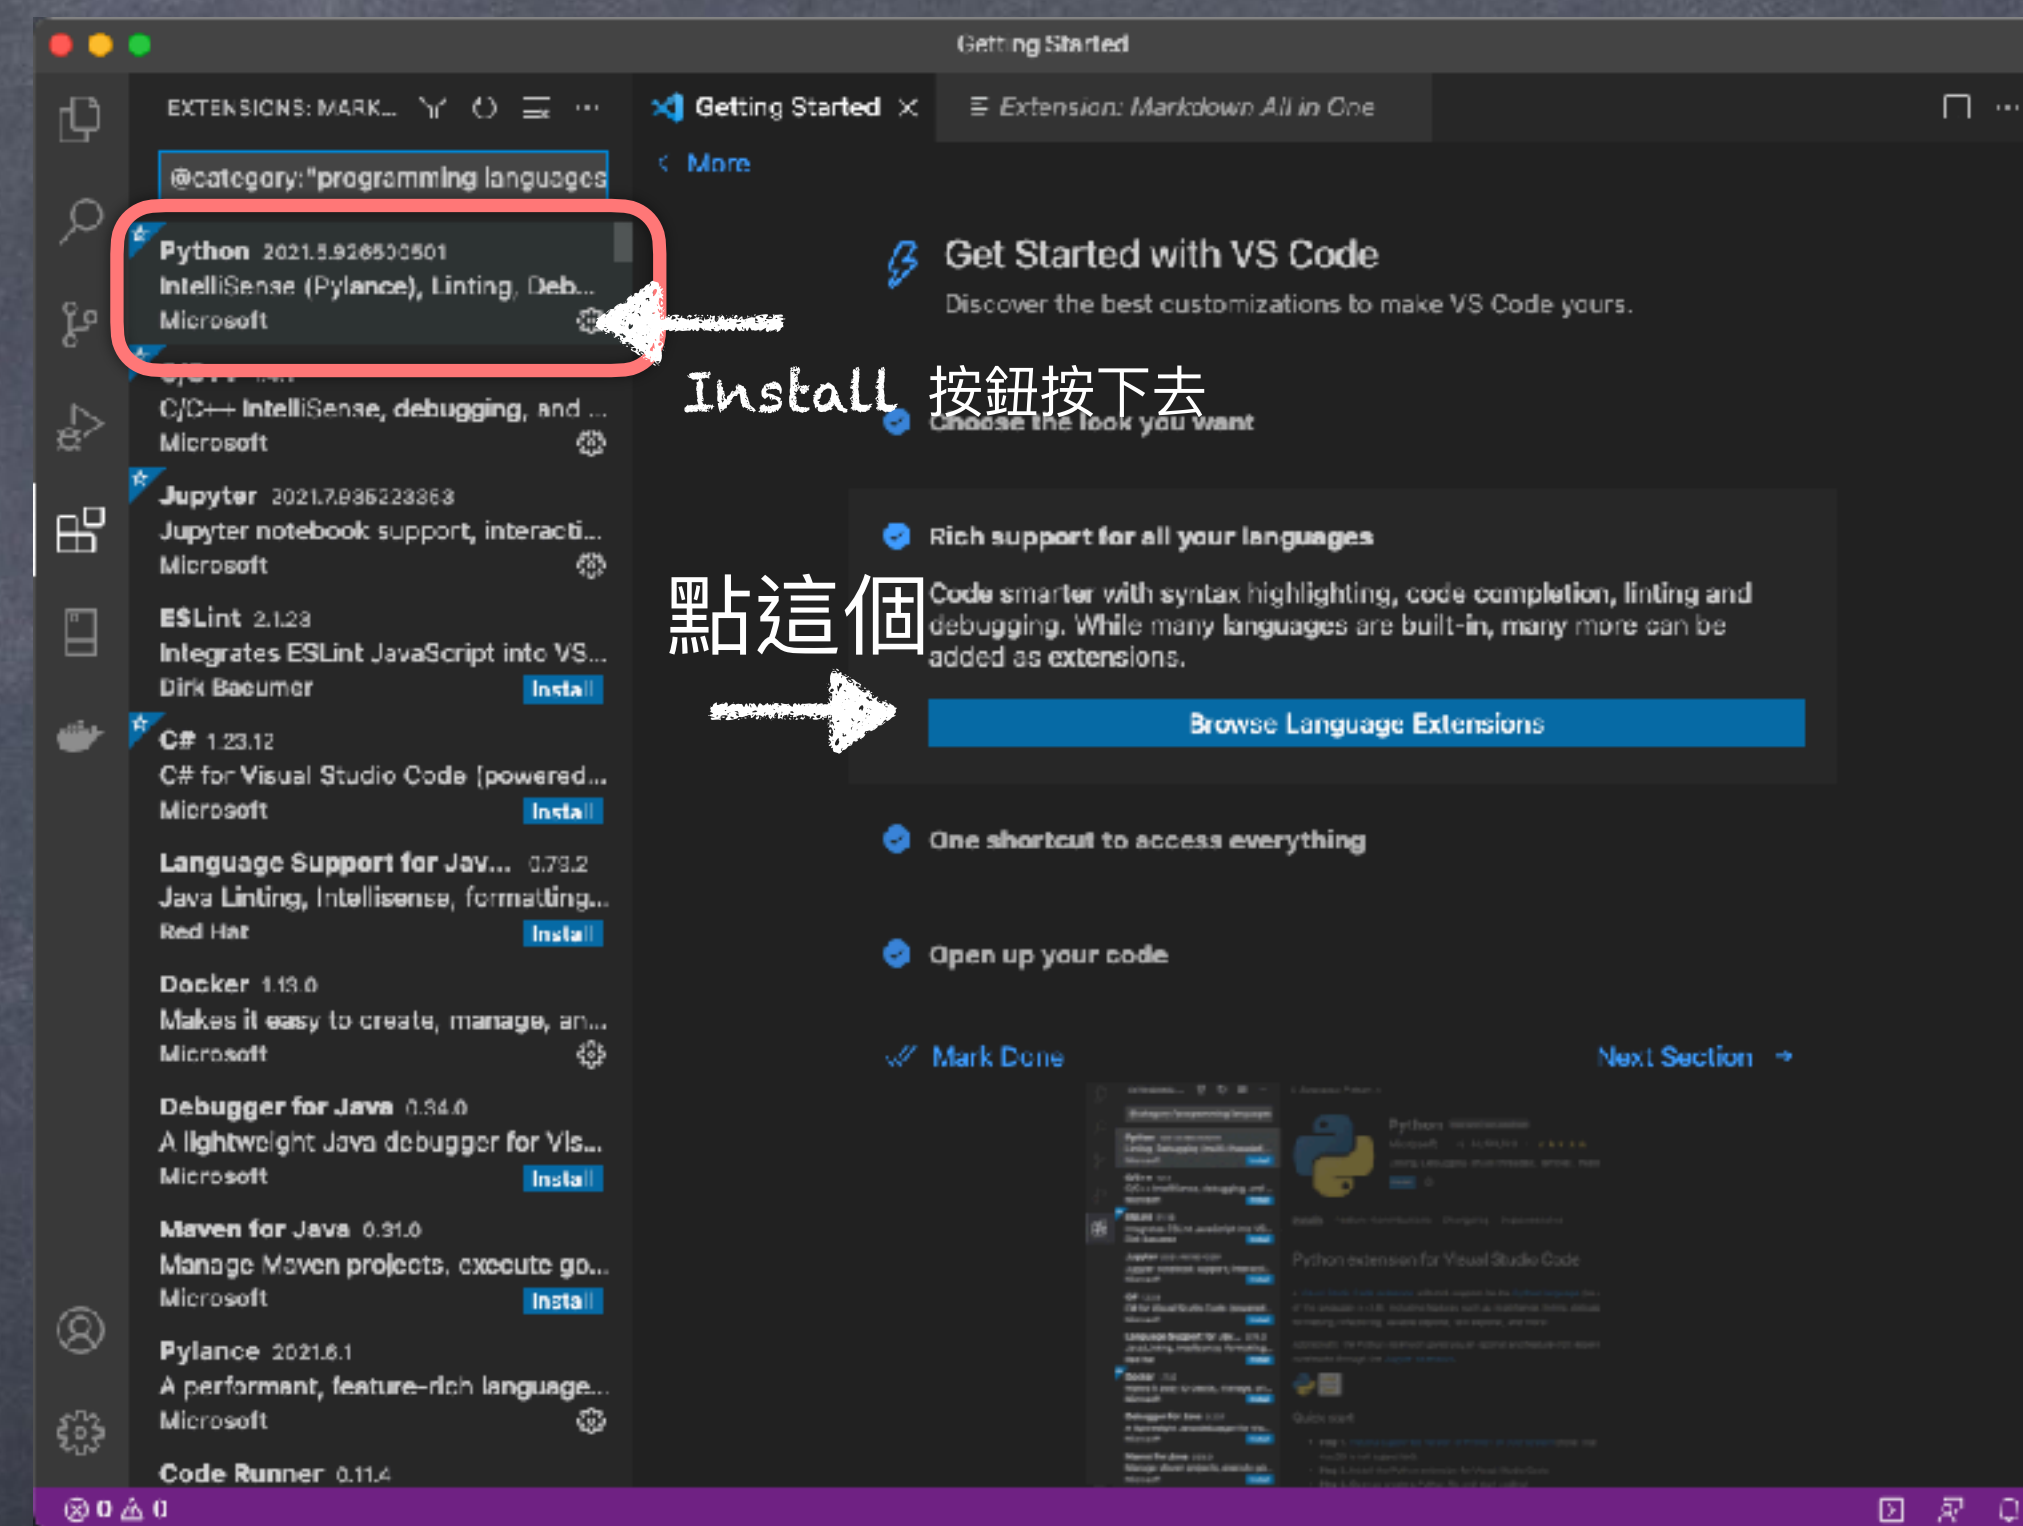 Getting Started
EXTENSIONS: MARK...
Getting Started
Extension: Markdown All in One
@category:"programming languages
More
Python 2021.5.926500501
IntelliSense (Pylance), Linting, Deb...
Microsoft
Get Started with VS Code
Discover the best customizations to make VS Code yours.
Install 按鈕按下去
C/C++ IntelliSense, debugging, and ...
Microsoft
Choose the look you want
Jupyter
Jupyter notebook support, interacti...
Microsoft
Rich support for all your languages
點這個
Code smarter with syntax highlighting, code completion, linting and
debugging. While many languages are built-in, many more can be
added as extensions.
Browse Language Extensions
ESLint 2.1.23
Integrates ESLint JavaScript into VS...
Dirk Baeumer
Install
C# 1.23.12
C# for Visual Studio Code (powered...
Microsoft
Install
One shortcut to access everything
Language Support for Jav... 0.79.2
Java Linting, Intellisense, formatting...
Red Hat
Install
Open up your code
Docker 1.13.0
Makes it easy to create, manage, an...
Microsoft
Mark Done
Next Section
Debugger for Java 0.34.0
A lightweight Java debugger for Vis...
Microsoft
Install
Maven for Java 0.31.0
Manage Maven projects, execute go...
Microsoft
Install
Pylance 2021.6.1
A performant, feature-rich language...
Microsoft
Code Runner 0.11.4
Python
Python extension for Visual Studio Code
Quick start
0 0